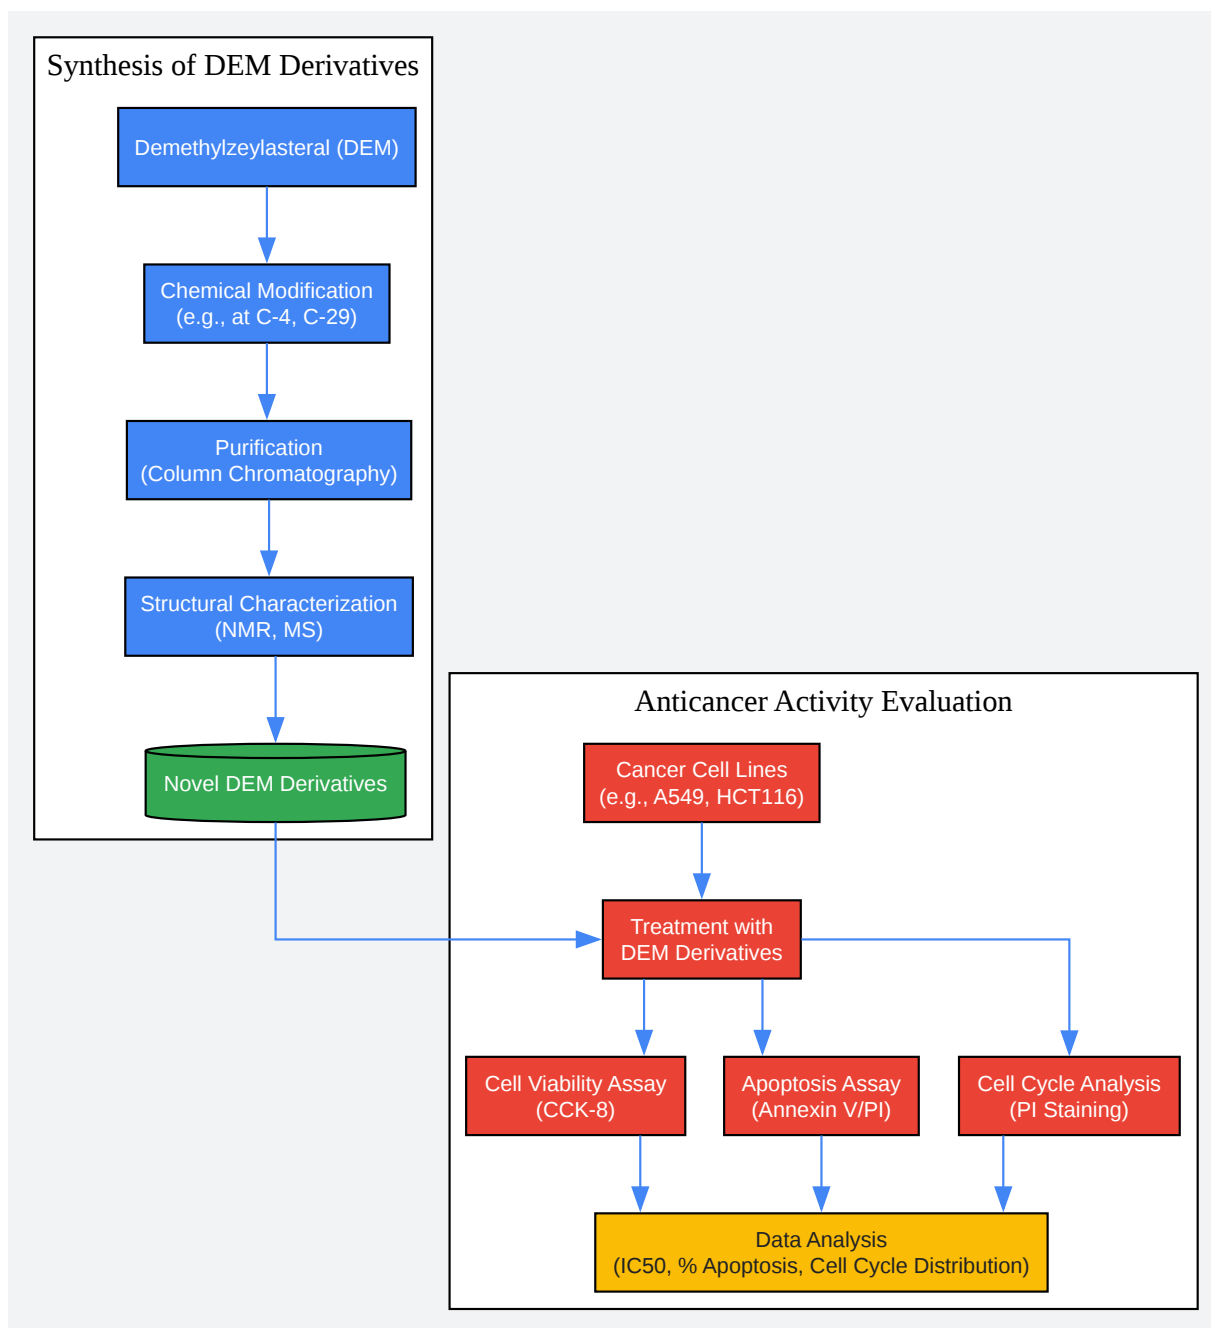 Synthesis of DEM Derivatives
Demethylzeylasteral (DEM)
Chemical Modification
(e.g., at C-4, C-29)
Purification
(Column Chromatography)
Structural Characterization
(NMR, MS)
Novel DEM Derivatives
Anticancer Activity Evaluation
Cancer Cell Lines
(e.g., A549, HCT116)
Treatment with
DEM Derivatives
Cell Viability Assay
(CCK-8)
Apoptosis Assay
(Annexin V/PI)
Cell Cycle Analysis
(PI Staining)
Data Analysis
(IC50, % Apoptosis, Cell Cycle Distribution)